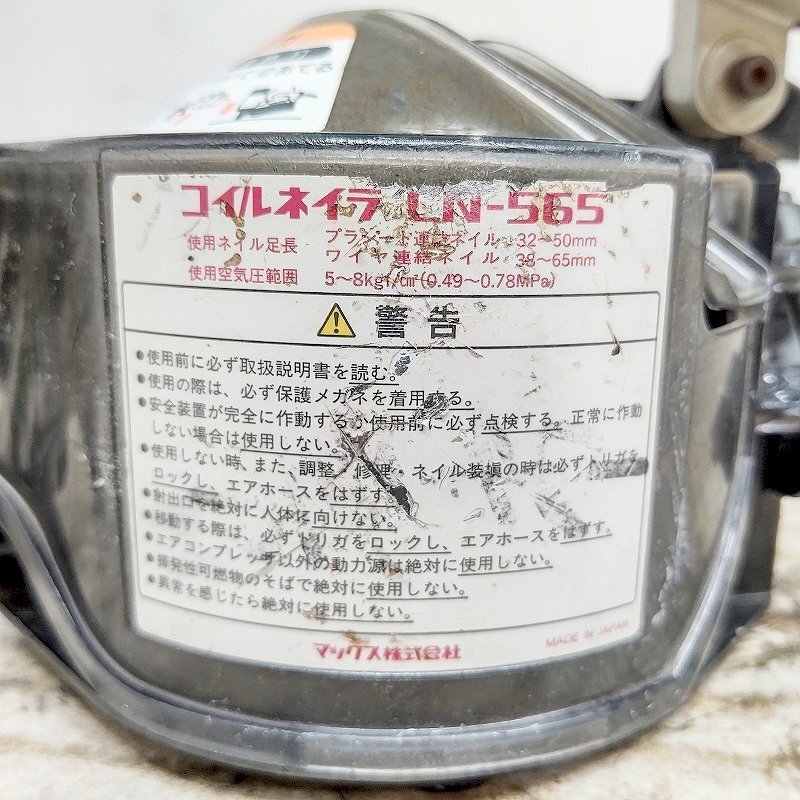 てください
コイルネイラ CN-565
使用ネイル足長 プラシート連結ネイル 32〜50mm
ワイヤ連結ネイル 38〜65mm
使用空気圧範囲 5〜8kgf/c㎡(0.49〜0.78MPa)
警告
●使用前に必ず取扱説明書を読む。
●使用の際は、必ず保護メガネを着用する。
●安全装置が完全に作動するか使用前に必ず点検する。正常に作動
しない場合は使用しない。
●使用しない時、また、調整・修理・ネイル装塡の時は必ずトリガを
ロックし、エアホースをはずす。
●射出口を絶対に人体に向けない。
●移動する際は、必ずトリガをロックし、エアホースをはずす。
●エアコンプレッサ以外の動力源は絶対に使用しない。
●揮発性可燃物のそばで絶対に使用しない。
●異常を感じたら絶対に使用しない。
マックス株式会社
MADE IN JAPAN